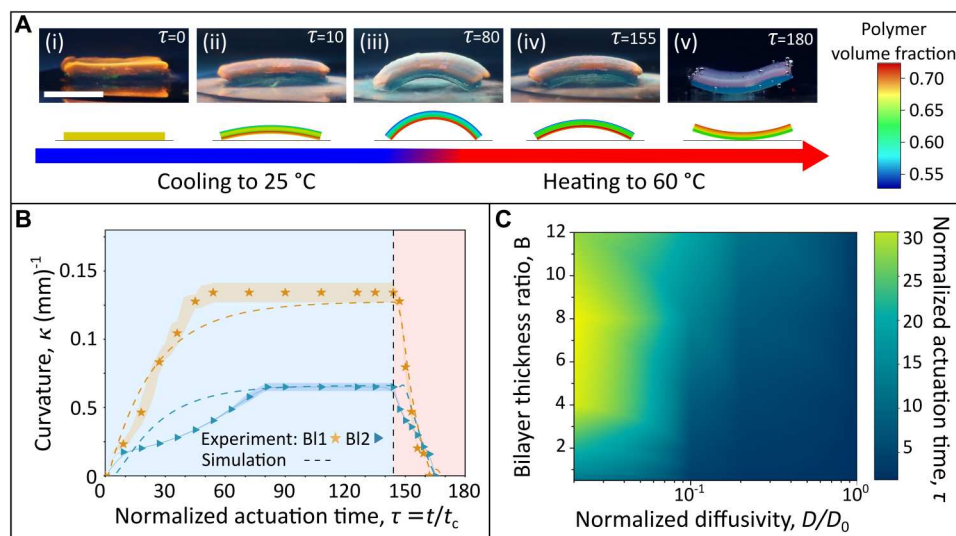 A
(i)
τ=0
(ii)
τ=10
(iii)
τ=80
(iv)
τ=155
(v)
τ=180
Cooling to 25 °C
Heating to 60 °C
Polymer
volume fraction
0.70
0.65
0.60
0.55
B
Curvature, κ (mm)⁻¹
0.15
0.10
0.5
0
Experiment: Bl1 ★ Bl2 ▶
Simulation ---
0 30 60 90 120 150 180
Normalized actuation time, τ = t/t_c
C
Bilayer thickness ratio, B
12
10
8
6
4
2
10⁻¹ 10⁰
Normalized diffusivity, D/D₀
30
25
20
15
10
5
Normalized actuation time, τ